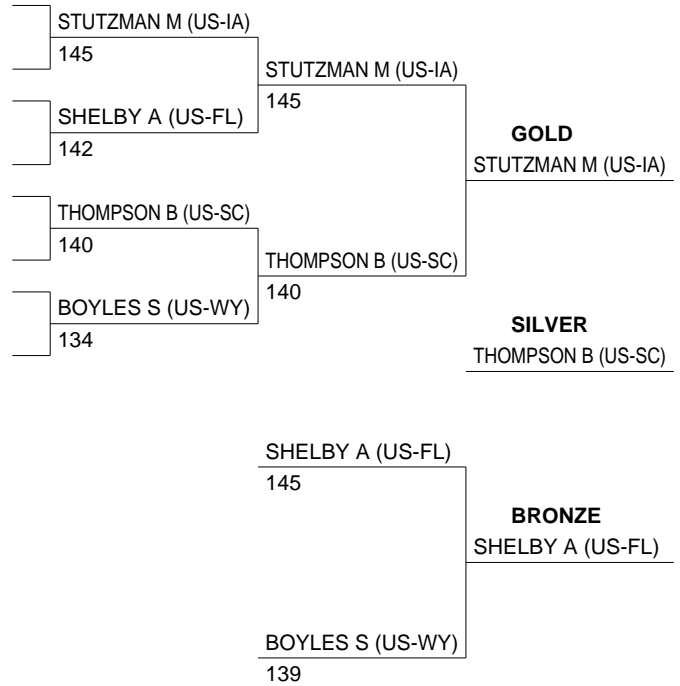 STUTZMAN M (US-IA)
145
SHELBY A (US-FL)
142
THOMPSON B (US-SC)
140
BOYLES S (US-WY)
134
STUTZMAN M (US-IA)
145
THOMPSON B (US-SC)
140
GOLD
STUTZMAN M (US-IA)
SILVER
THOMPSON B (US-SC)
SHELBY A (US-FL)
145
BOYLES S (US-WY)
139
BRONZE
SHELBY A (US-FL)